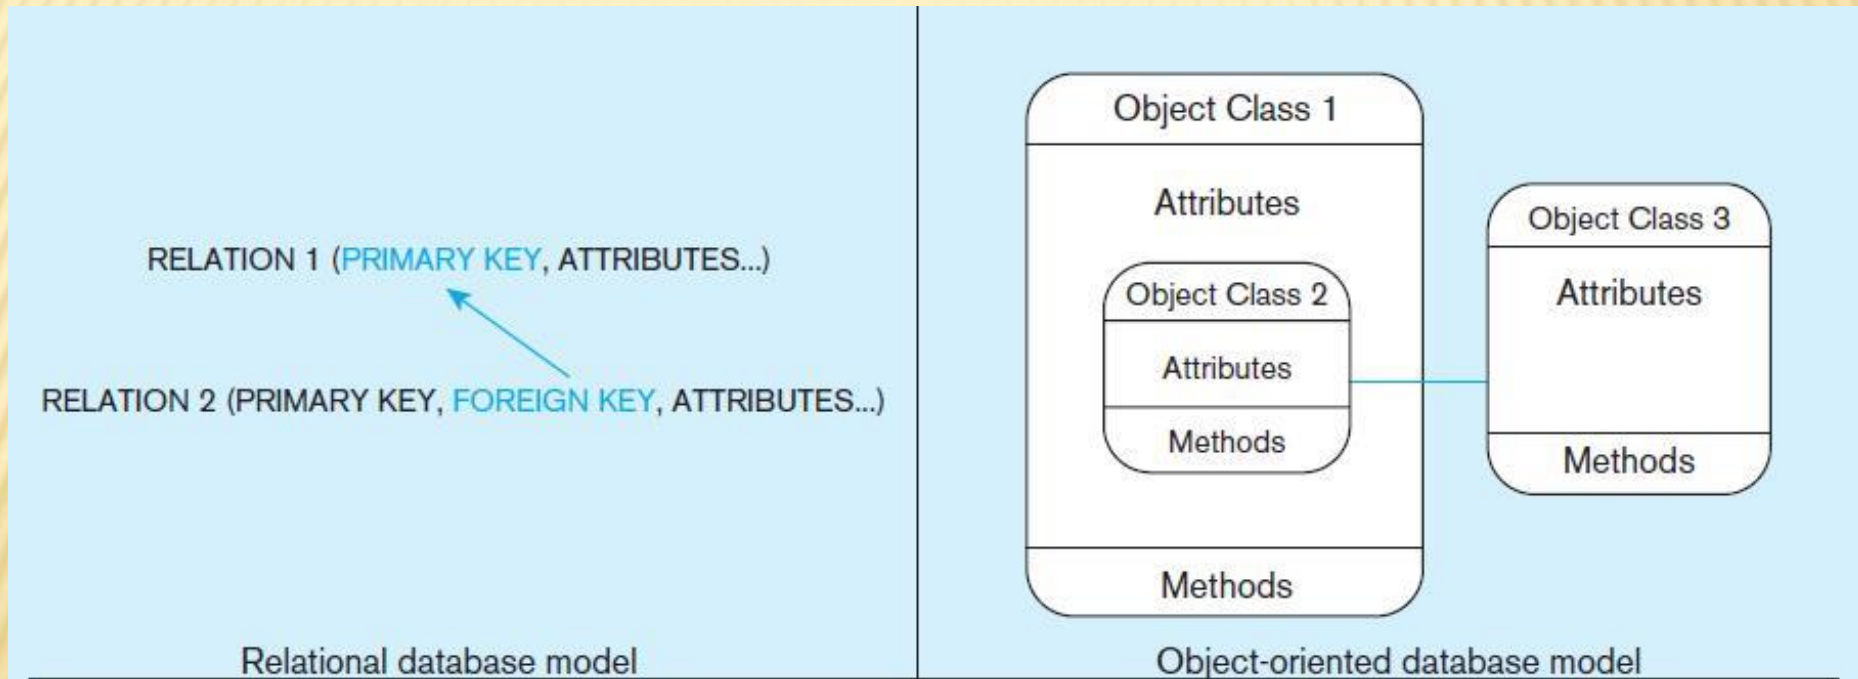 RELATION 1 (PRIMARY KEY, ATTRIBUTES...)
RELATION 2 (PRIMARY KEY, FOREIGN KEY, ATTRIBUTES...)
Relational database model
Object Class 1
Attributes
Object Class 2
Attributes
Methods
Methods
Object Class 3
Attributes
Methods
Object-oriented database model